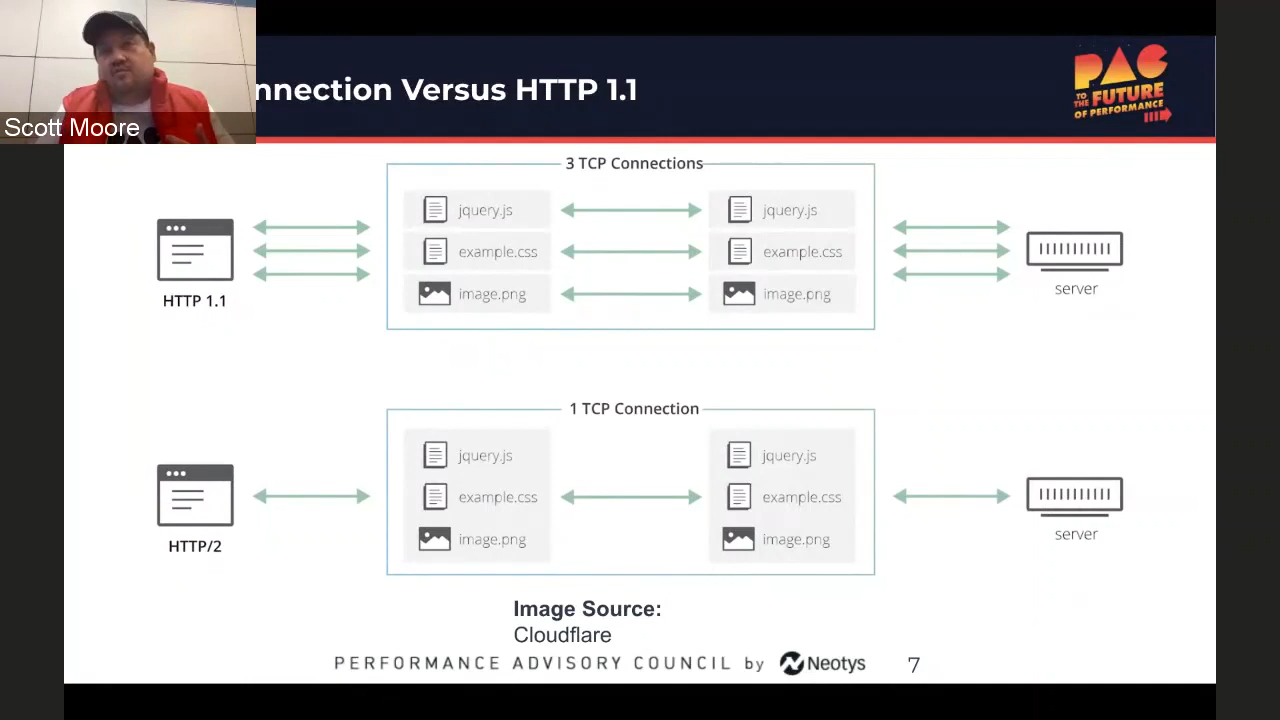 Scott Moore
nnection Versus HTTP 1.1
PAC
TO THE FUTURE
OF PERFORMANCE
3 TCP Connections
jquery.js
jquery.js
example.css
example.css
image.png
image.png
HTTP 1.1
server
1 TCP Connection
jquery.js
jquery.js
example.css
example.css
image.png
image.png
HTTP/2
server
Image Source:
Cloudflare
PERFORMANCE ADVISORY COUNCIL by Neotys
7